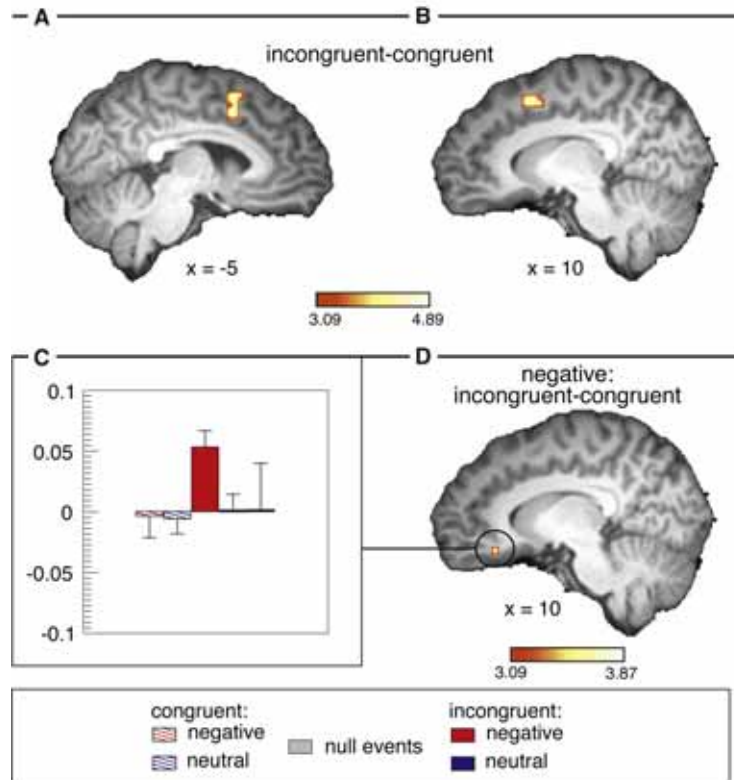 A
B
incongruent-congruent
x = -5
x = 10
3.09
4.89
C
D
0.1
0.05
0
-0.05
-0.1
negative:
incongruent-congruent
x = 10
3.09
3.87
congruent:
negative
neutral
null events
incongruent:
negative
neutral